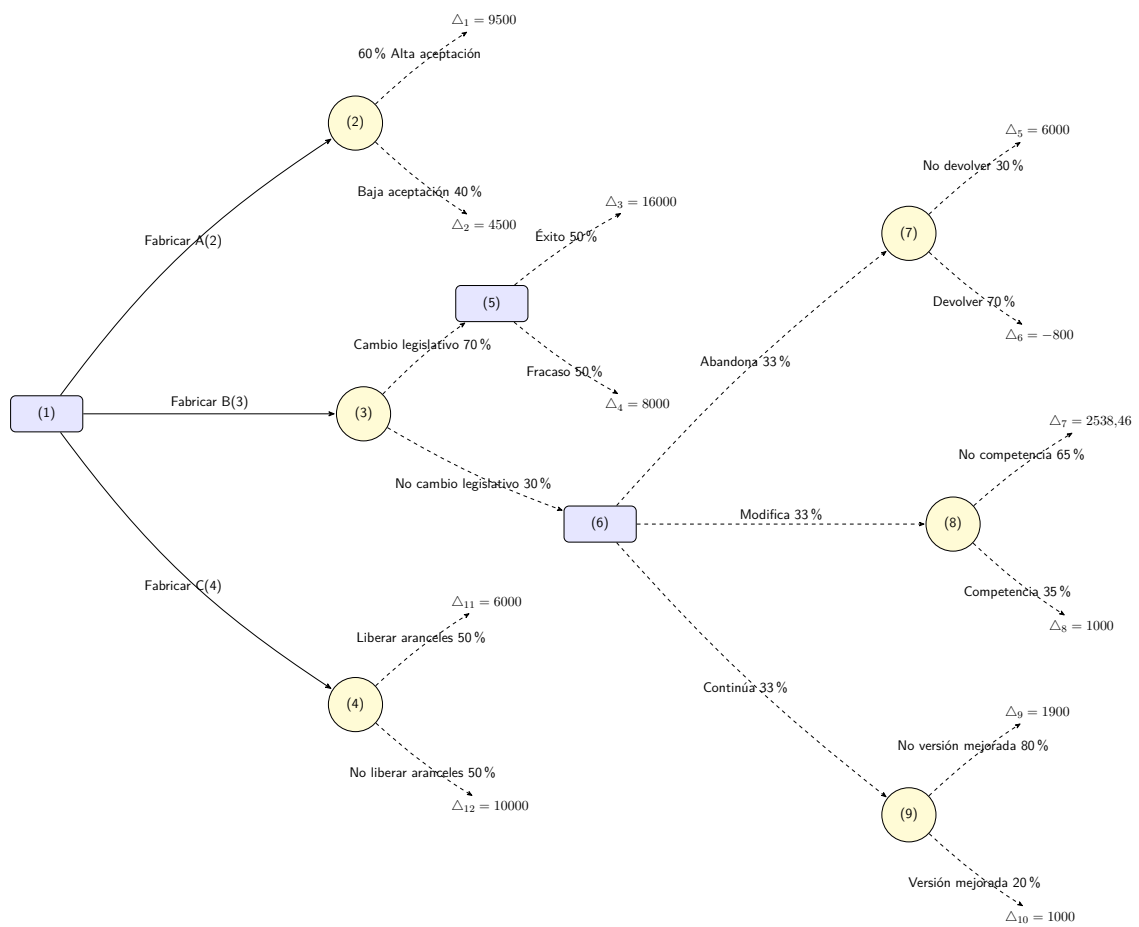 △1 = 9500
60 % Alta aceptación
(2)
Baja aceptación 40 %
△2 = 4500
Fabricar A(2)
△3 = 16000
Éxito 50 %
(5)
Cambio legislativo 70 %
Fracaso 50 %
△4 = 8000
(1)
Fabricar B(3)
(3)
No cambio legislativo 30 %
(6)
Fabricar C(4)
△11 = 6000
Liberar aranceles 50 %
(4)
No liberar aranceles 50 %
△12 = 10000
△5 = 6000
No devolver 30 %
(7)
Devolver 70 %
△6 = −800
Abandona 33 %
△7 = 2538,46
No competencia 65 %
Modifica 33 %
(8)
Competencia 35 %
△8 = 1000
Continúa 33 %
△9 = 1900
No versión mejorada 80 %
(9)
Versión mejorada 20 %
△10 = 1000